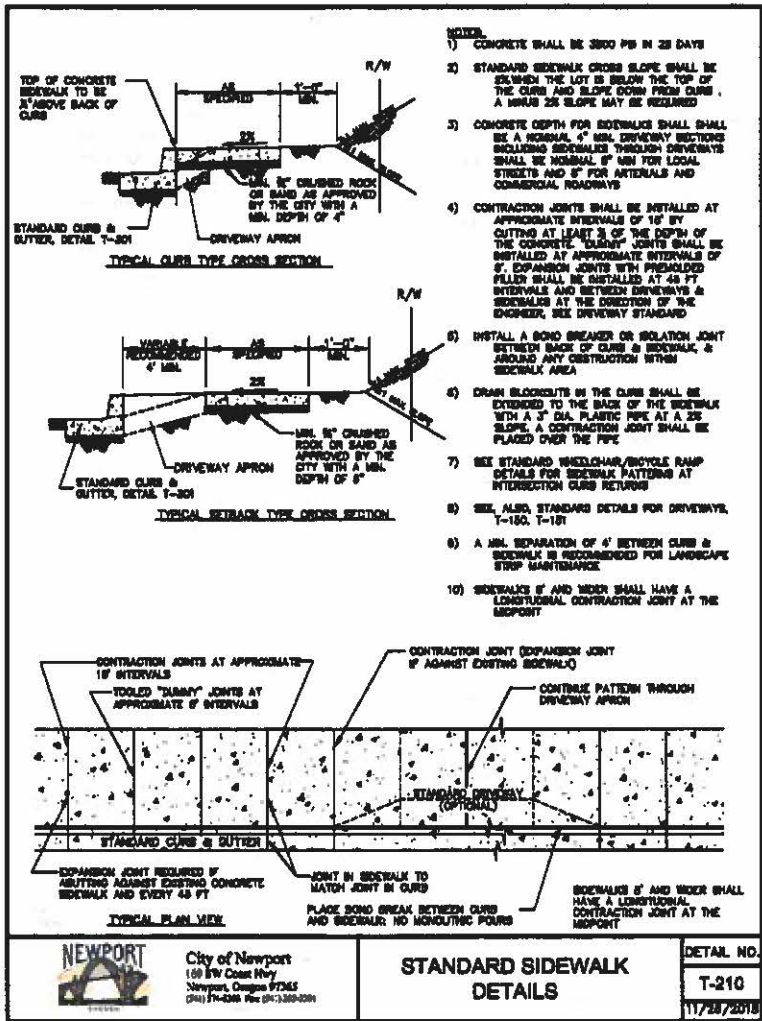 NOTES
1) CONCRETE SHALL BE PSI IN 28 DAYS
2) STANDARD SIDEWALK CROSS SLOPE SHALL BE
WHEN THE LOT IS BELOW THE TOP OF
THE CURB AND SLOPE DOWN FROM CURB ,
A MINUS 2% SLOPE MAY BE REQUIRED
3) CONCRETE DEPTH FOR SIDEWALKS SHALL SHALL
BE A NOMINAL 4" MIN. DRIVEWAY SECTIONS
INCLUDING SIDEWALKS THROUGH DRIVEWAYS
SHALL BE NOMINAL MIN FOR LOCAL
STREETS AND FOR ARTERIALS AND
COMMERCIAL ROADWAYS
4) CONTRACTION JOINTS SHALL BE INSTALLED AT
APPROXIMATE INTERVALS OF BY
CUTTING AT LEAST OF THE DEPTH OF
THE CONCRETE. "DUMMY" JOINTS SHALL BE
INSTALLED AT APPROXIMATE INTERVALS OF
EXPANSION JOINTS WITH PREMOLDED
FILLER SHALL BE INSTALLED AT 45 FT
INTERVALS AND BETWEEN DRIVEWAYS &
SIDEWALKS AT THE DIRECTION OF THE
ENGINEER, SEE DRIVEWAY STANDARD
5) INSTALL A BOND BREAKER OR ISOLATION JOINT
BETWEEN BACK OF CURB & SIDEWALK, &
AROUND ANY OBSTRUCTION WITHIN
SIDEWALK AREA
6) DRAIN BLOCKOUTS IN THE CURB SHALL BE
EXTENDED TO THE BACK OF THE SIDEWALK
WITH A 3" DIA. PLASTIC PIPE AT A 2%
SLOPE. A CONTRACTION JOINT SHALL BE
PLACED OVER THE PIPE
7) SEE STANDARD WHEELCHAIR/BICYCLE RAMP
DETAILS FOR SIDEWALK PATTERNS AT
INTERSECTION CURB RETURNS
8) SEE, ALSO, STANDARD DETAILS FOR DRIVEWAYS,
T-150, T-151
9) A MIN. SEPARATION OF 4' BETWEEN CURB &
SIDEWALK IS RECOMMENDED FOR LANDSCAPE
STRIP MAINTENANCE
10) SIDEWALKS AND WIDER SHALL HAVE A
LONGITUDINAL CONTRACTION JOINT AT THE
MIDPOINT
TOP OF CONCRETE
SIDEWALK TO BE
ABOVE BACK OF
CURB
AS
SPECIFIED
1'-0"
MIN.
R/W
2%
SLOPE
MIN. CRUSHED ROCK
OR SAND AS APPROVED
BY THE CITY WITH A
MIN. DEPTH OF 4"
STANDARD CURB &
GUTTER, DETAIL T-201
DRIVEWAY APRON
TYPICAL CURB TYPE CROSS SECTION
R/W
VARIABLE
RECOMMENDED
4' MIN.
AS
SPECIFIED
1'-0"
MIN.
2%
MAX SLOPE
MIN. CRUSHED
ROCK OR SAND AS
APPROVED BY THE
CITY WITH A MIN.
DEPTH OF
DRIVEWAY APRON
STANDARD CURB &
GUTTER, DETAIL T-201
TYPICAL SETBACK TYPE CROSS SECTION
CONTRACTION JOINTS AT APPROXIMATE
INTERVALS
TOOLED "DUMMY" JOINTS AT
APPROXIMATE INTERVALS
CONTRACTION JOINT (EXPANSION JOINT
IF AGAINST EXISTING SIDEWALK)
CONTINUE PATTERN THROUGH
DRIVEWAY APRON
STANDARD DRIVEWAY
(OPTIONAL)
STANDARD CURB & GUTTER
EXPANSION JOINT REQUIRED IF
ABUTTING AGAINST EXISTING CONCRETE
SIDEWALK AND EVERY 45 FT
JOINT IN SIDEWALK TO
MATCH JOINT IN CURB
PLACE BOND BREAK BETWEEN CURB
AND SIDEWALK: NO MONOLITHIC POURS
SIDEWALKS AND WIDER SHALL
HAVE A LONGITUDINAL
CONTRACTION JOINT AT THE
MIDPOINT
TYPICAL PLAN VIEW
NEWPORT
City of Newport
169 SW Coast Hwy
Newport, Oregon 97365
STANDARD SIDEWALK
DETAILS
DETAIL NO.
T-210